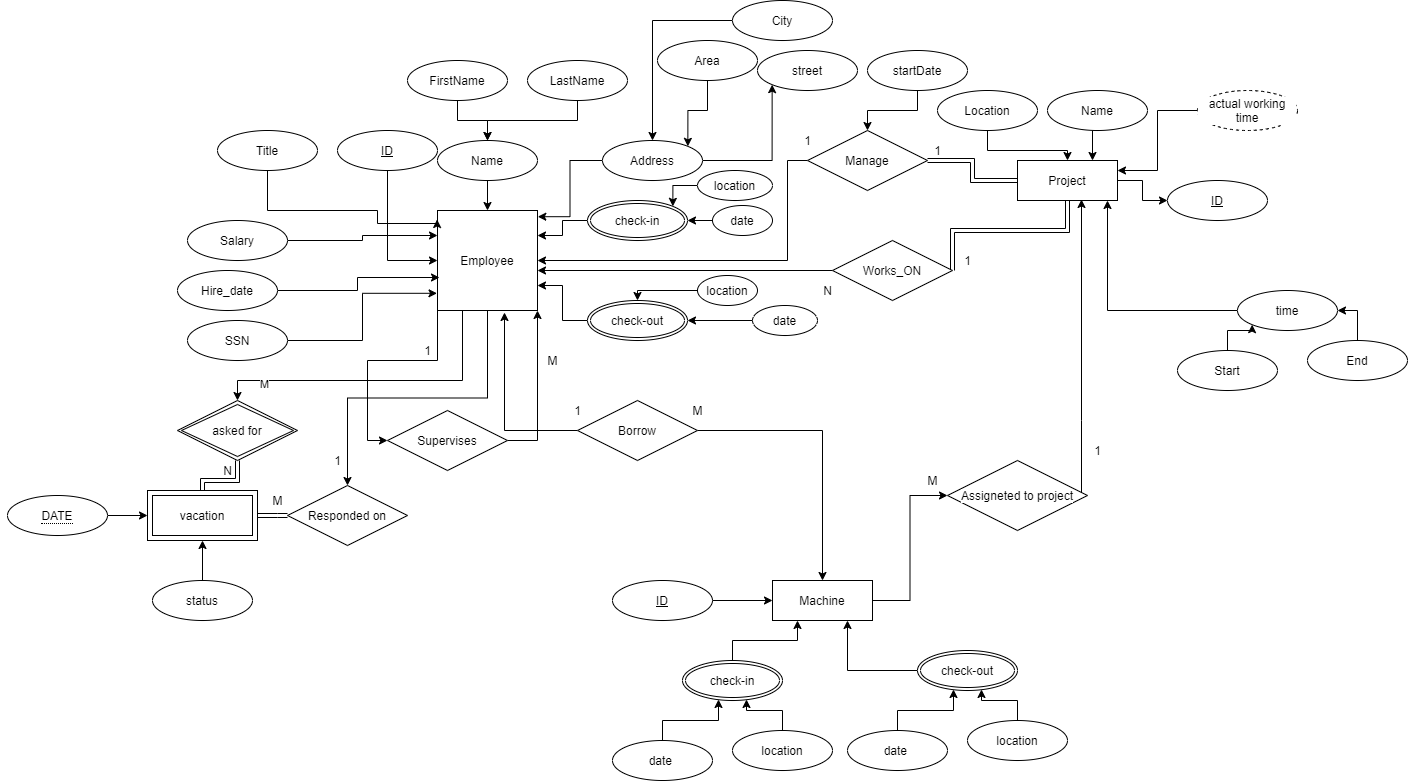 City
Area
street
startDate
FirstName
LastName
Location
Name
actual working
time
Title
ID
Name
Address
1
Manage
1
Project
ID
location
check-in
date
Salary
Employee
Works_ON
1
N
Hire_date
location
check-out
date
time
SSN
1
M
Start
End
M
asked for
Supervises
1
Borrow
M
N
1
1
M
Assigneted to project
DATE
vacation
M
Responded on
status
ID
Machine
check-in
check-out
date
location
date
location